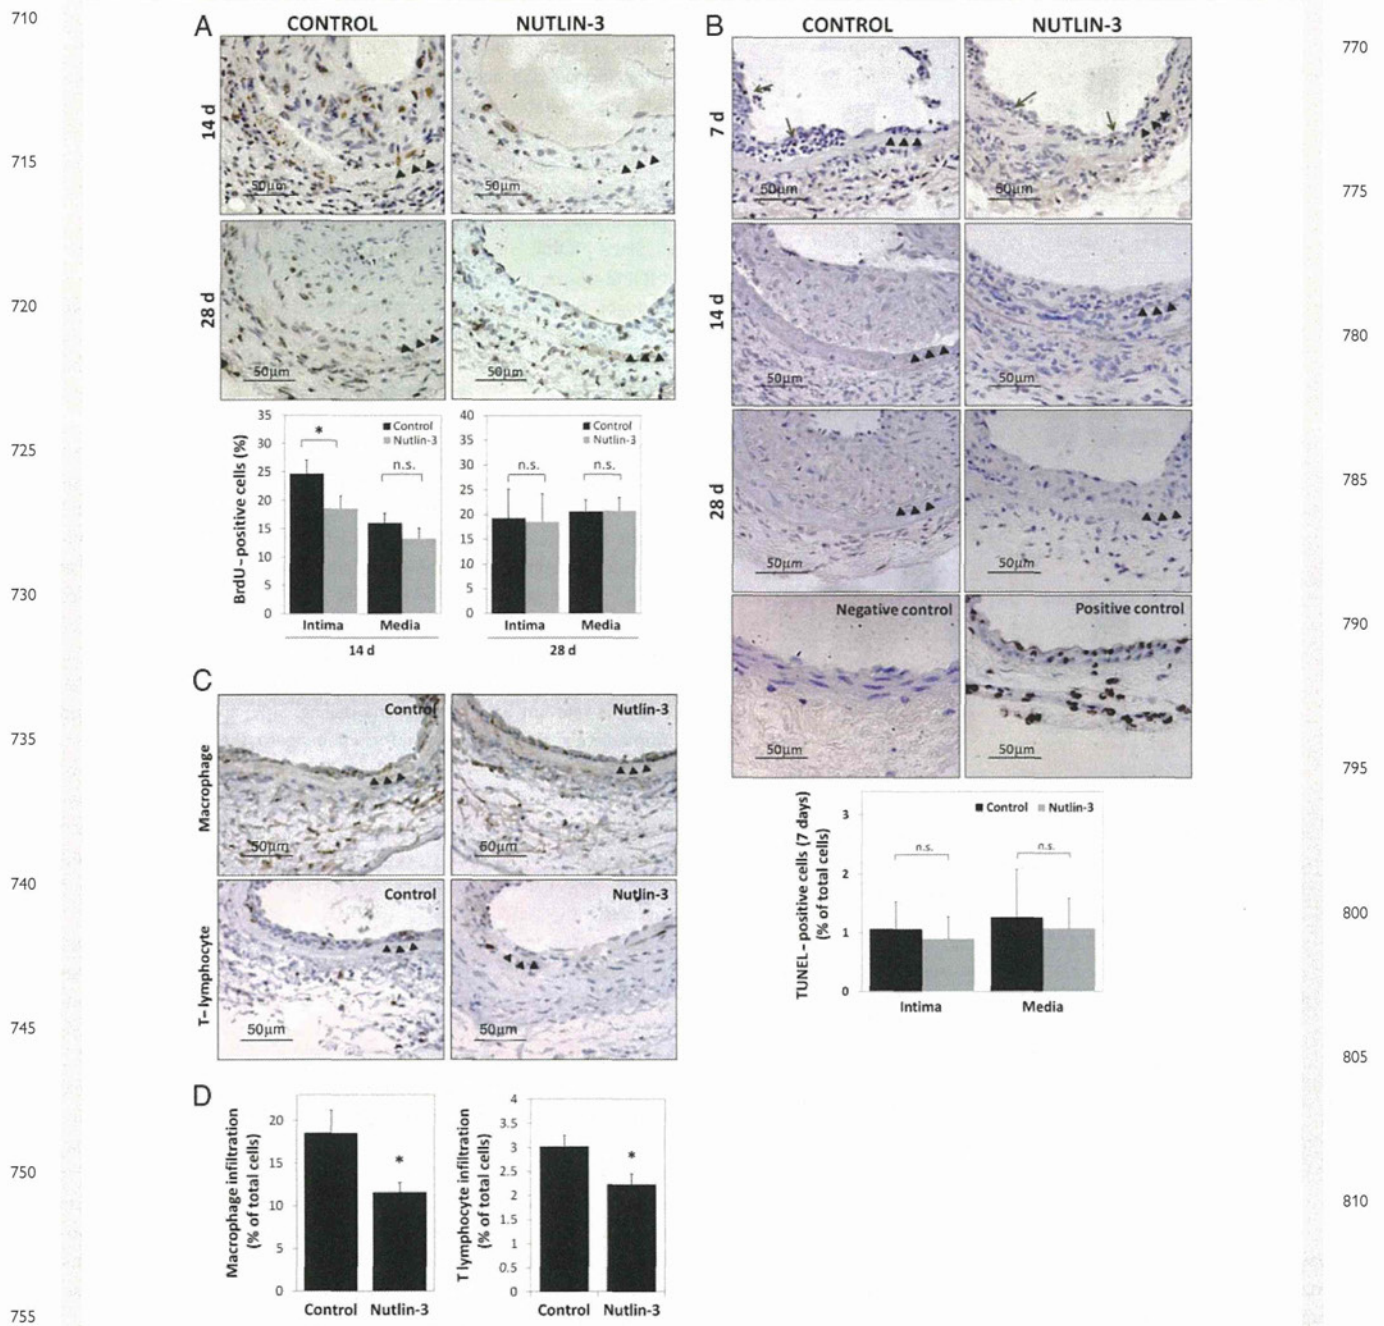 710
715
720
725
730
735
740
745
750
755
A
CONTROL
NUTLIN-3
14 d
50μm
50μm
28 d
50μm
50μm
BrdU-positive cells (%)
35
30
25
20
15
10
5
0
*
n.s.
Control
Nutlin-3
Intima
Media
14 d
40
35
30
25
20
15
10
5
0
n.s.
n.s.
Control
Nutlin-3
Intima
Media
28 d
B
CONTROL
NUTLIN-3
7 d
50μm
50μm
14 d
50μm
50μm
28 d
50μm
50μm
Negative control
50μm
Positive control
50μm
TUNEL-positive cells (7 days)
(% of total cells)
3
2
1
0
Control
Nutlin-3
n.s.
n.s.
Intima
Media
C
Macrophage
Control
50μm
Nutlin-3
50μm
T-lymphocyte
Control
50μm
Nutlin-3
50μm
D
Macrophage infiltration
(% of total cells)
20
15
10
5
0
*
Control
Nutlin-3
T lymphocyte infiltration
(% of total cells)
4
3.5
3
2.5
2
1.5
1
0.5
0
*
Control
Nutlin-3
770
775
780
785
790
795
800
805
810